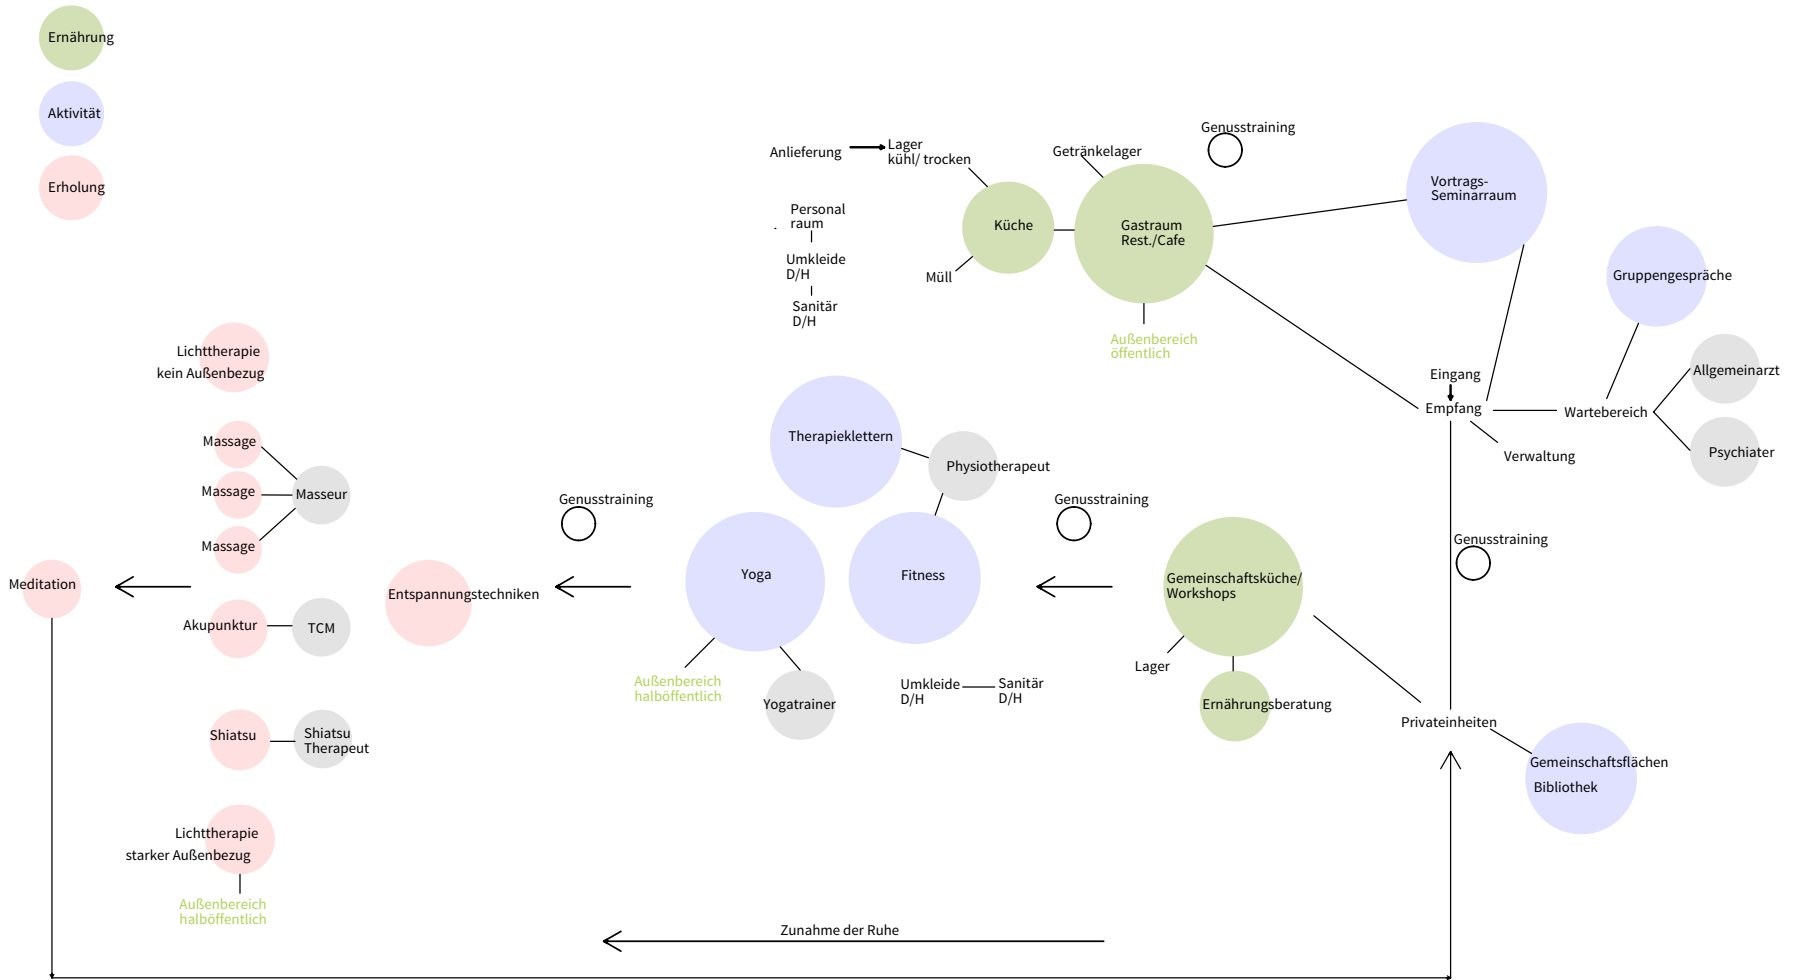 Ernährung
Aktivität
Erholung
Genusstraining
Anlieferung
Lager
kühl/ trocken
Getränkelager
Vortrags-
Seminarraum
Personal
raum
Küche
Gastraum
Rest./Cafe
Umkleide
D/H
Müll
Gruppengespräche
Sanitär
D/H
Außenbereich
öffentlich
Lichttherapie
kein Außenbezug
Eingang
Allgemeinarzt
Empfang
Wartebereich
Massage
Therapieklettern
Physiotherapeut
Verwaltung
Psychiater
Massage
Masseur
Genusstraining
Genusstraining
Massage
Genusstraining
Meditation
Entspannungstechniken
Yoga
Fitness
Gemeinschaftsküche/
Workshops
Akupunktur
TCM
Lager
Außenbereich
halböffentlich
Umkleide
D/H
Sanitär
D/H
Yogatrainer
Ernährungsberatung
Privateinheiten
Shiatsu
Shiatsu
Therapeut
Gemeinschaftsflächen
Bibliothek
Lichttherapie
starker Außenbezug
Außenbereich
halböffentlich
Zunahme der Ruhe